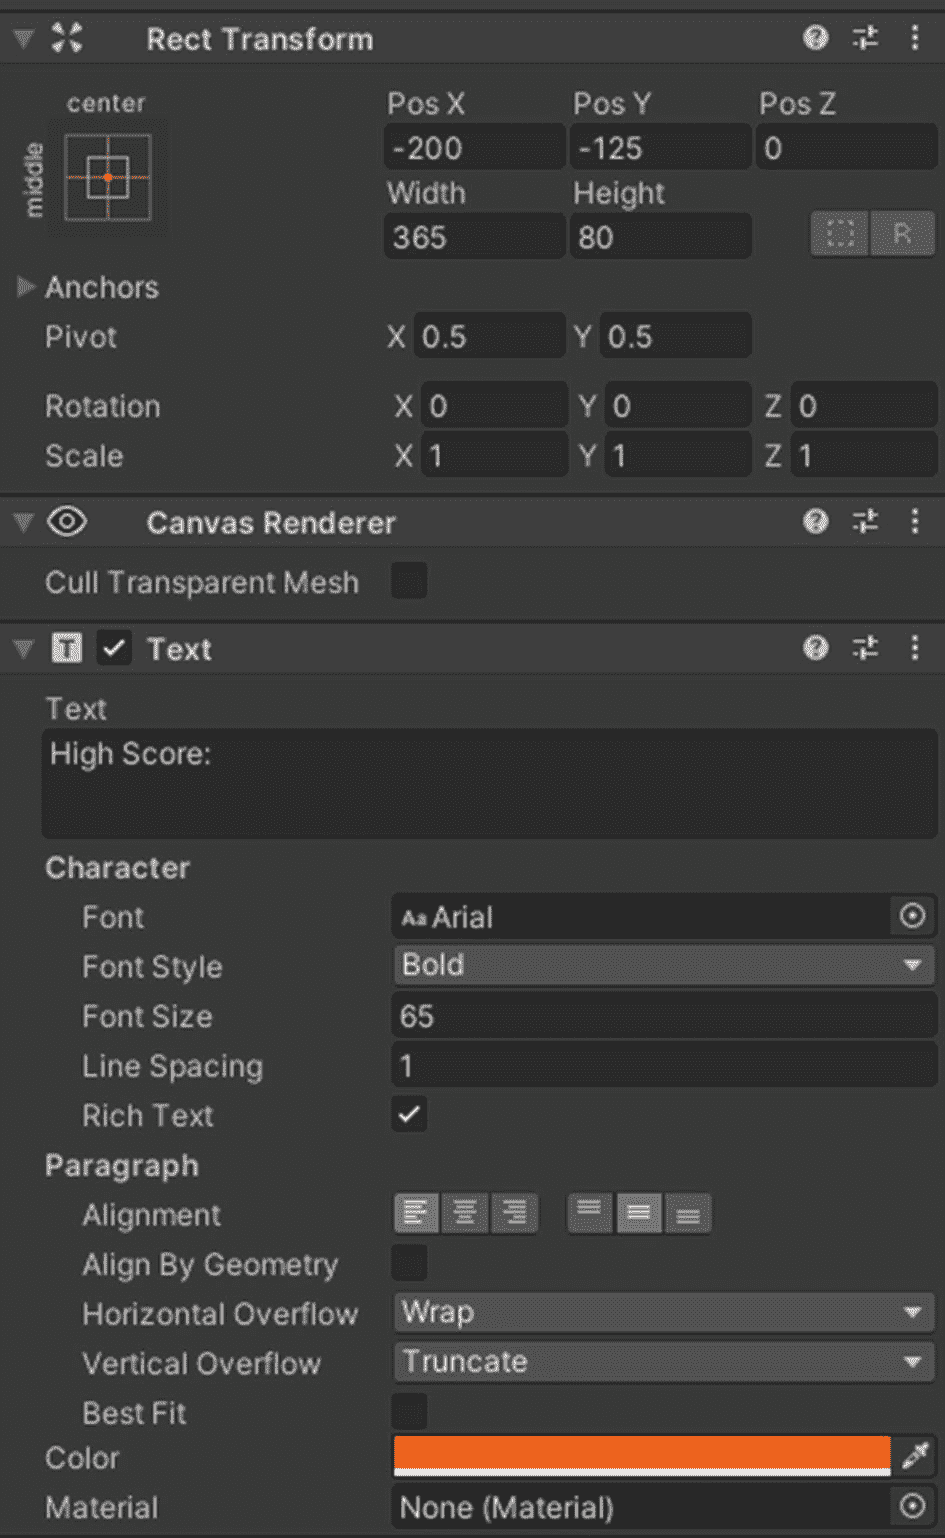 Rect Transform
center
middle
Pos X Pos Y Pos Z
-200 -125 0
Width Height
365 80
R
Anchors
Pivot X 0.5 Y 0.5
Rotation X 0 Y 0 Z 0
Scale X 1 Y 1 Z 1
Canvas Renderer
Cull Transparent Mesh
T Text
Text
High Score:
Character
Font Aa Arial
Font Style Bold
Font Size 65
Line Spacing 1
Rich Text
Paragraph
Alignment
Align By Geometry
Horizontal Overflow Wrap
Vertical Overflow Truncate
Best Fit
Color
Material None (Material)